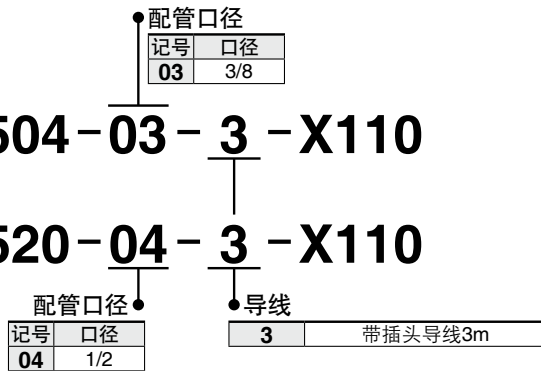 配管口径
记号 口径
03 3/8
504-03-3-X110
520-04-3-X110
配管口径
导线
记号 口径
04 1/2
3 带插头导线3m